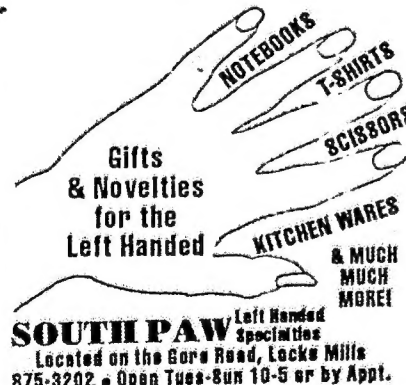 NOTEBOOKS
T-SHIRTS
SCISSORS
KITCHEN WARES
Gifts
& Novelties
for the
Left Handed
& MUCH
MUCH
MORE!
SOUTH PAW Left Handed
Specialties
Located on the Gore Road, Locke Mills
875-3202 • Open Tues-Sun 10-5 or by Appt.